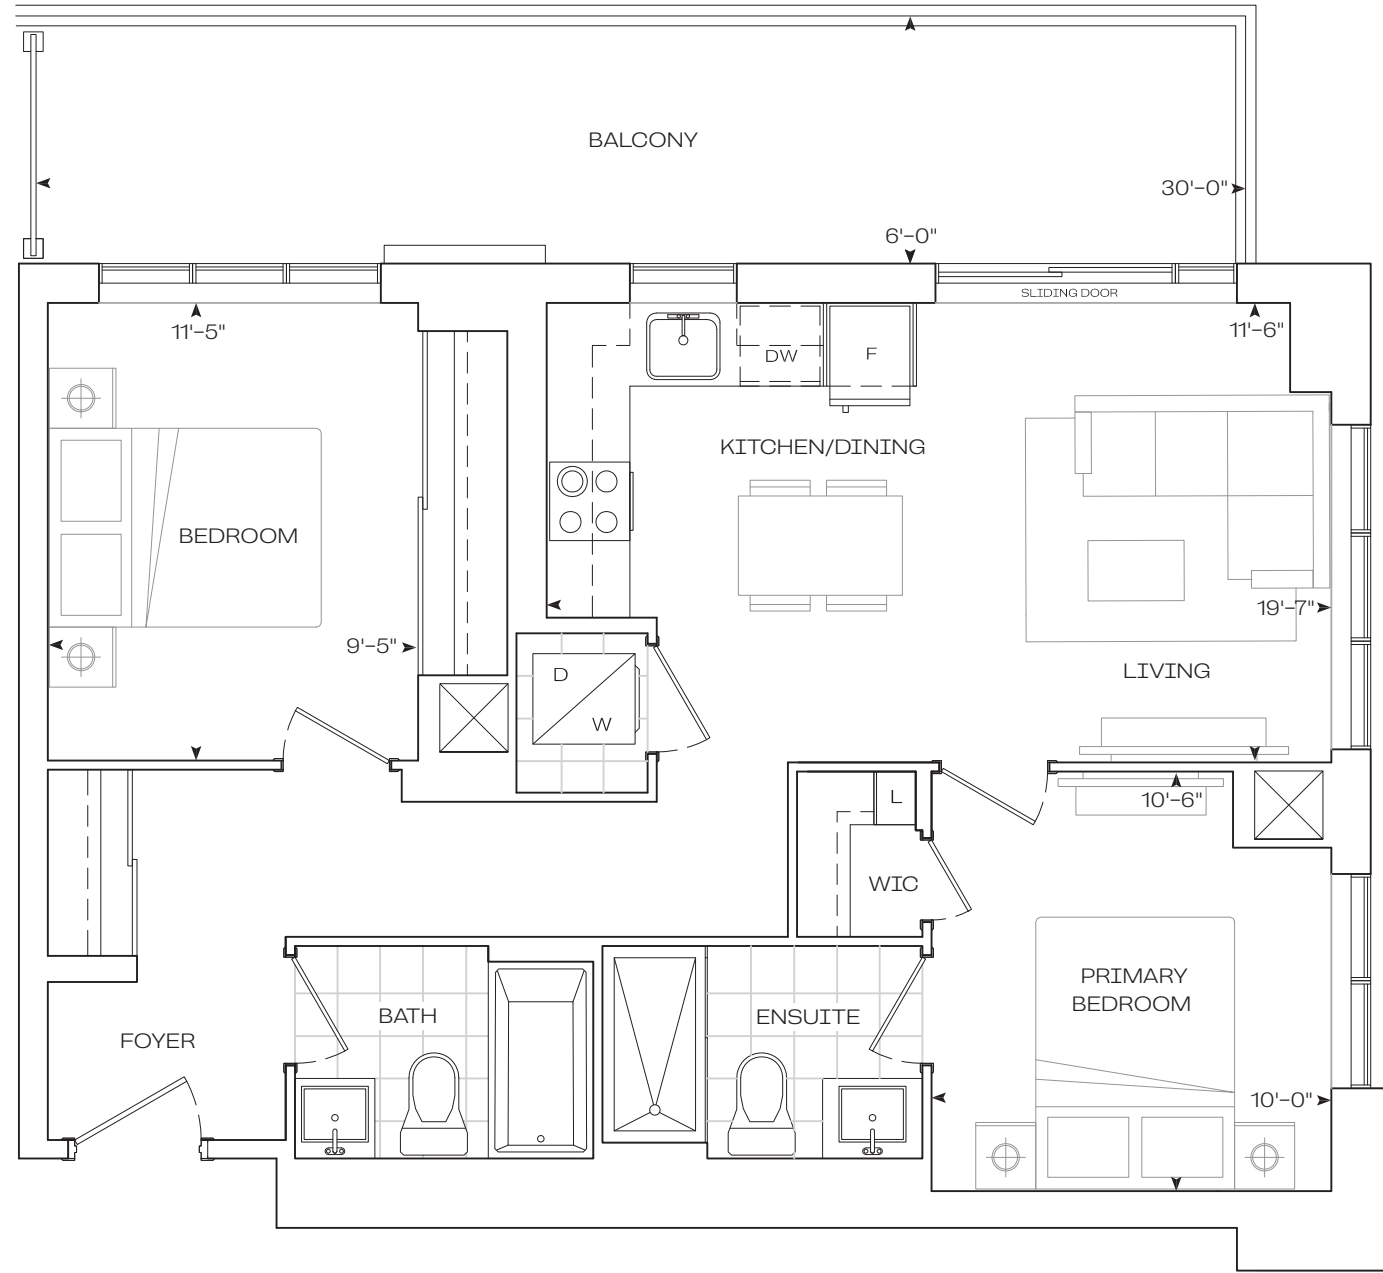 BALCONY
30'-0"
6'-0"
SLIDING DOOR
11'-5"
11'-6"
DW
F
KITCHEN/DINING
BEDROOM
19'-7"
9'-5"
LIVING
D
W
10'-6"
L
WIC
PRIMARY
BEDROOM
BATH
ENSUITE
FOYER
10'-0"